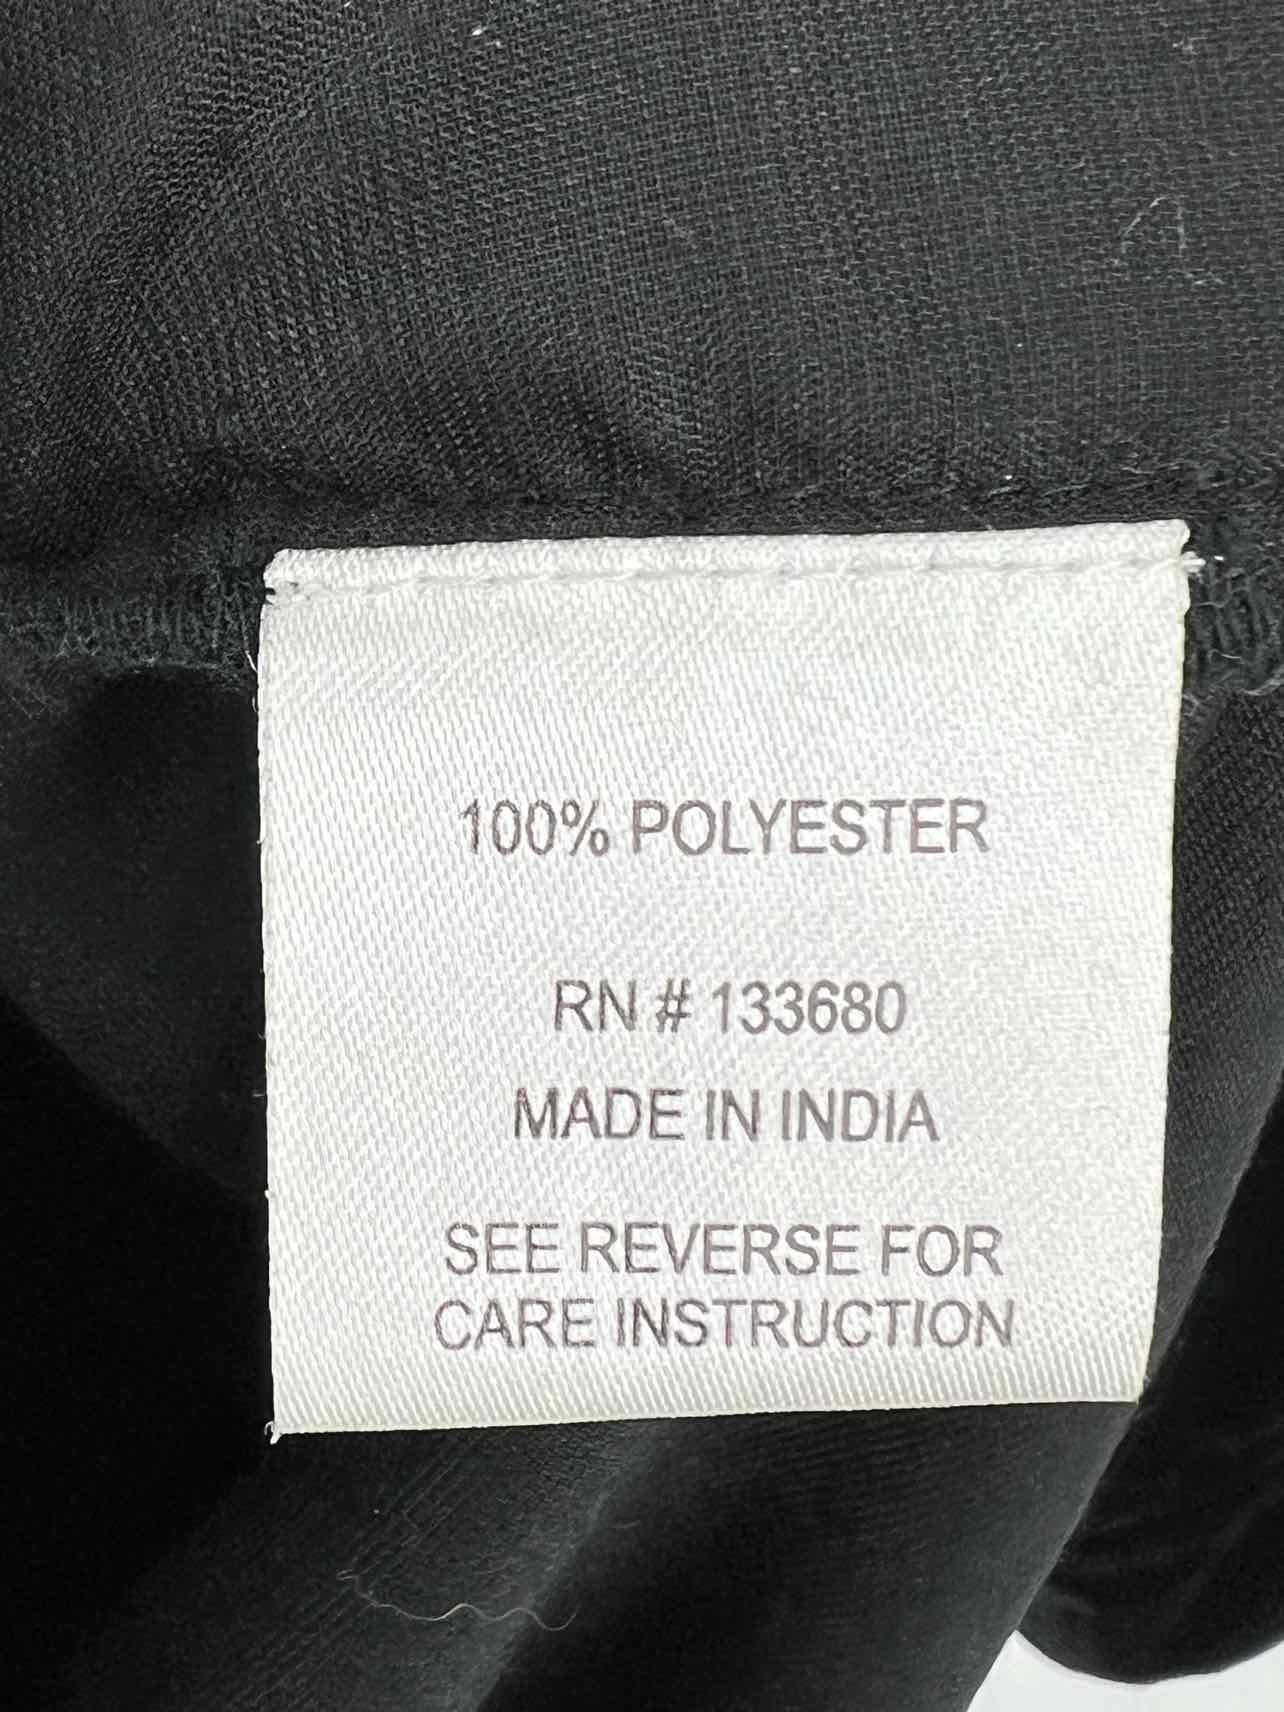 100% POLYESTER
RN # 133680
MADE IN INDIA
SEE REVERSE FOR
CARE INSTRUCTION